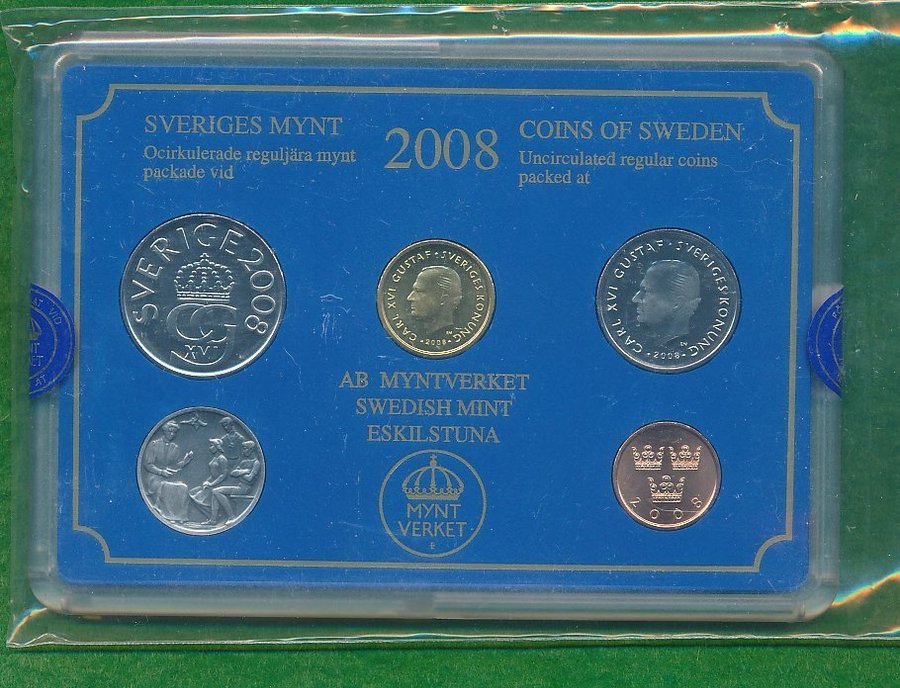 SVERIGES MYNT
Ocirkulerade reguljära mynt
packade vid
2008
COINS OF SWEDEN
Uncirculated regular coins
packed at
SVERIGE 2008
CG
XVI
CARL XVI GUSTAF · SVERIGES KONUNG
· 2008 ·
CARL XVI GUSTAF · SVERIGES KONUNG
· 2008 ·
AB MYNTVERKET
SWEDISH MINT
ESKILSTUNA
MYNT
VERKET
E
2008